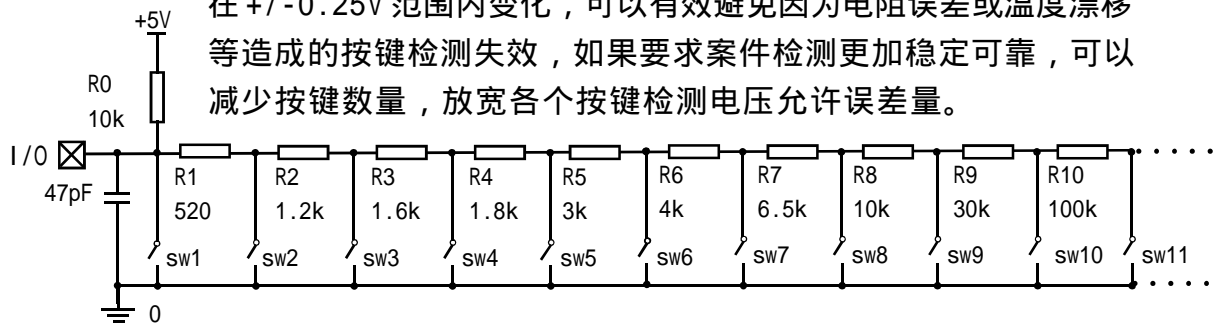 在+/-0.25V范围内变化，可以有效避免因为电阻误差或温度漂移
等造成的按键检测失效，如果要求案件检测更加稳定可靠，可以
减少按键数量，放宽各个按键检测电压允许误差量。
+5V
R0
10k
I/O
47pF
R1 R2 R3 R4 R5 R6 R7 R8 R9 R10
520 1.2k 1.6k 1.8k 3k 4k 6.5k 10k 30k 100k
sw1 sw2 sw3 sw4 sw5 sw6 sw7 sw8 sw9 sw10 sw11
0